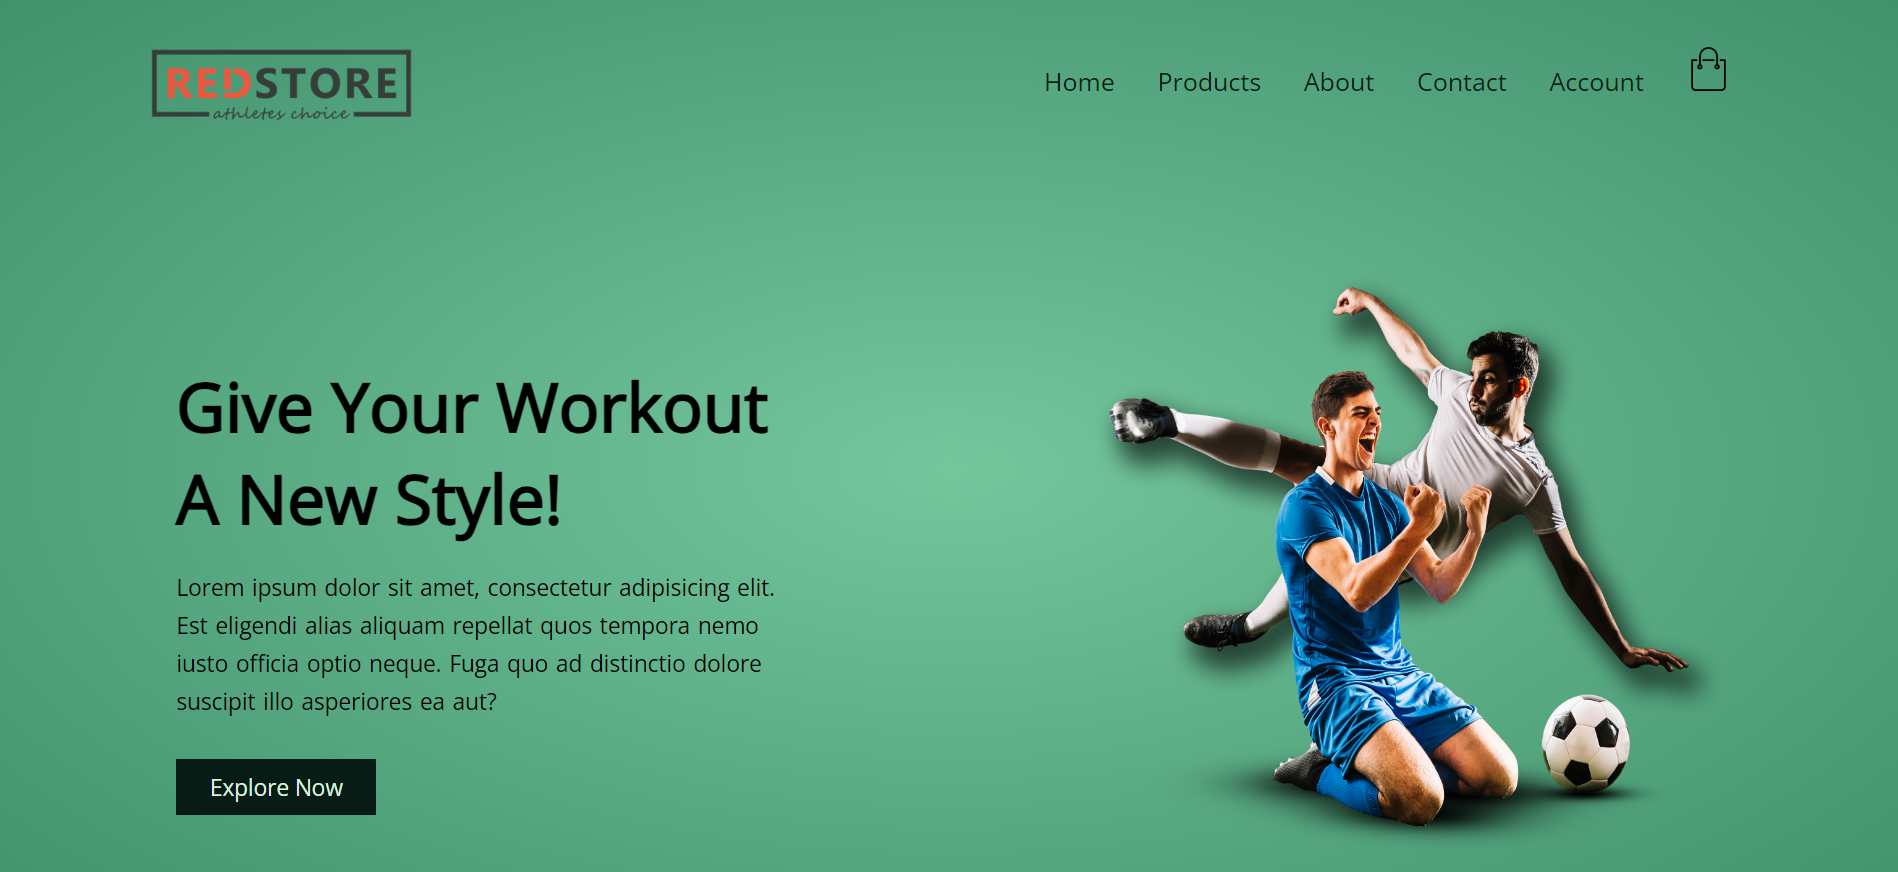 REDSTORE
athletes choice
Home Products About Contact Account
Give Your Workout
A New Style!
Lorem ipsum dolor sit amet, consectetur adipisicing elit.
Est eligendi alias aliquam repellat quos tempora nemo
iusto officia optio neque. Fuga quo ad distinctio dolore
suscipit illo asperiores ea aut?
Explore Now